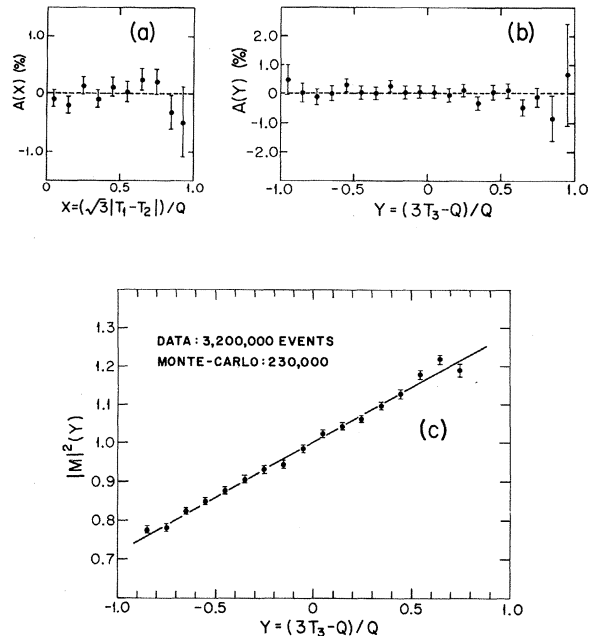 (a)
A(X) (%)
1.0
0
-1.0
0 0.5 1.0
X=(√3|T₁-T₂|)/Q
(b)
A(Y) (%)
2.0
1.0
0
-1.0
-2.0
-1.0 -0.5 0 0.5 1.0
Y = (3T₃-Q)/Q
DATA: 3,200,000 EVENTS
MONTE-CARLO: 230,000
(c)
|M|²(Y)
1.3
1.2
1.1
1.0
0.9
0.8
0.7
-1.0 -0.5 0 0.5 1.0
Y = (3T₃-Q)/Q